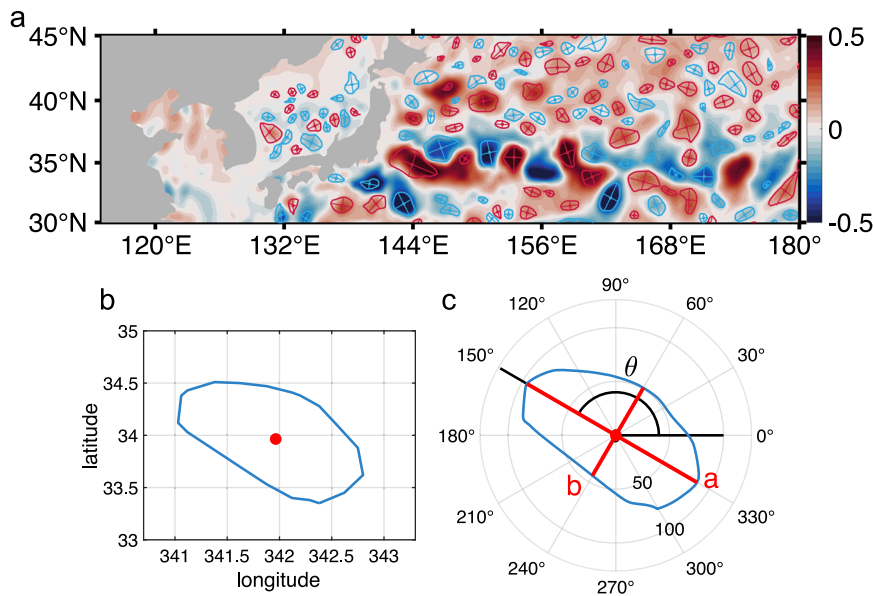 a
45°N
40°N
35°N
30°N
120°E
132°E
144°E
156°E
168°E
180°
0.5
0
-0.5
b
35
34.5
34
33.5
33
341
341.5
342
342.5
343
latitude
longitude
c
90°
120°
60°
150°
30°
θ
180°
0°
b
50
a
210°
100
330°
240°
300°
270°